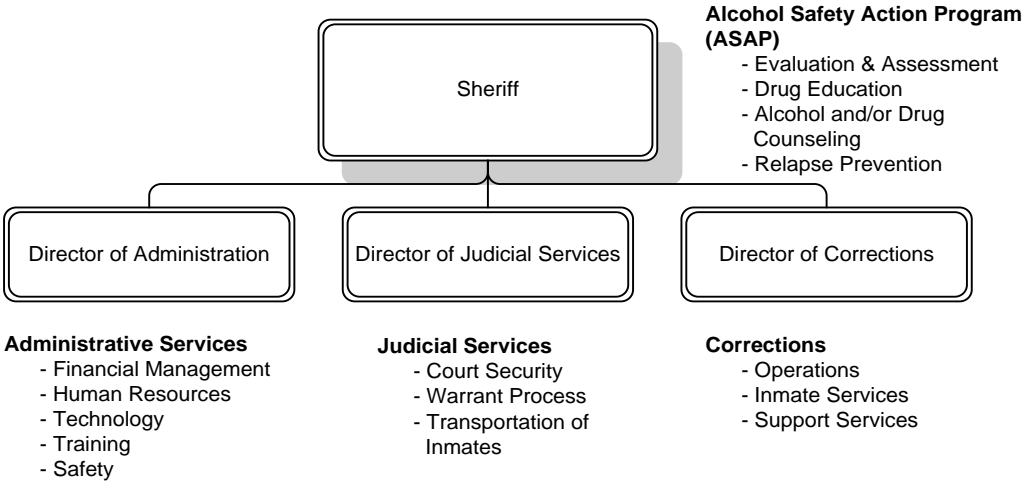 Alcohol Safety Action Program
(ASAP)
- Evaluation & Assessment
- Drug Education
- Alcohol and/or Drug
Counseling
- Relapse Prevention
Sheriff
Director of Administration
Director of Judicial Services
Director of Corrections
Administrative Services
- Financial Management
- Human Resources
- Technology
- Training
- Safety
Judicial Services
- Court Security
- Warrant Process
- Transportation of
Inmates
Corrections
- Operations
- Inmate Services
- Support Services